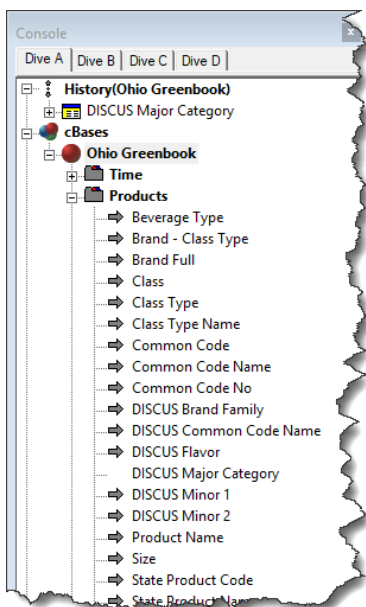 Console
x
Dive A Dive B Dive C Dive D
History(Ohio Greenbook)
DISCUS Major Category
cBases
Ohio Greenbook
Time
Products
Beverage Type
Brand - Class Type
Brand Full
Class
Class Type
Class Type Name
Common Code
Common Code Name
Common Code No
DISCUS Brand Family
DISCUS Common Code Name
DISCUS Flavor
DISCUS Major Category
DISCUS Minor 1
DISCUS Minor 2
Product Name
Size
State Product Code
State Product Name